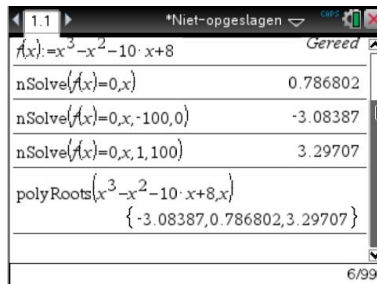 1.1 *Niet-opgeslagen CAPS
f(x):=x³−x²−10·x+8 Gereed
nSolve(f(x)=0,x) 0.786802
nSolve(f(x)=0,x,-100,0) -3.08387
nSolve(f(x)=0,x,1,100) 3.29707
polyRoots(x³−x²−10·x+8,x)
{-3.08387,0.786802,3.29707}
6/99